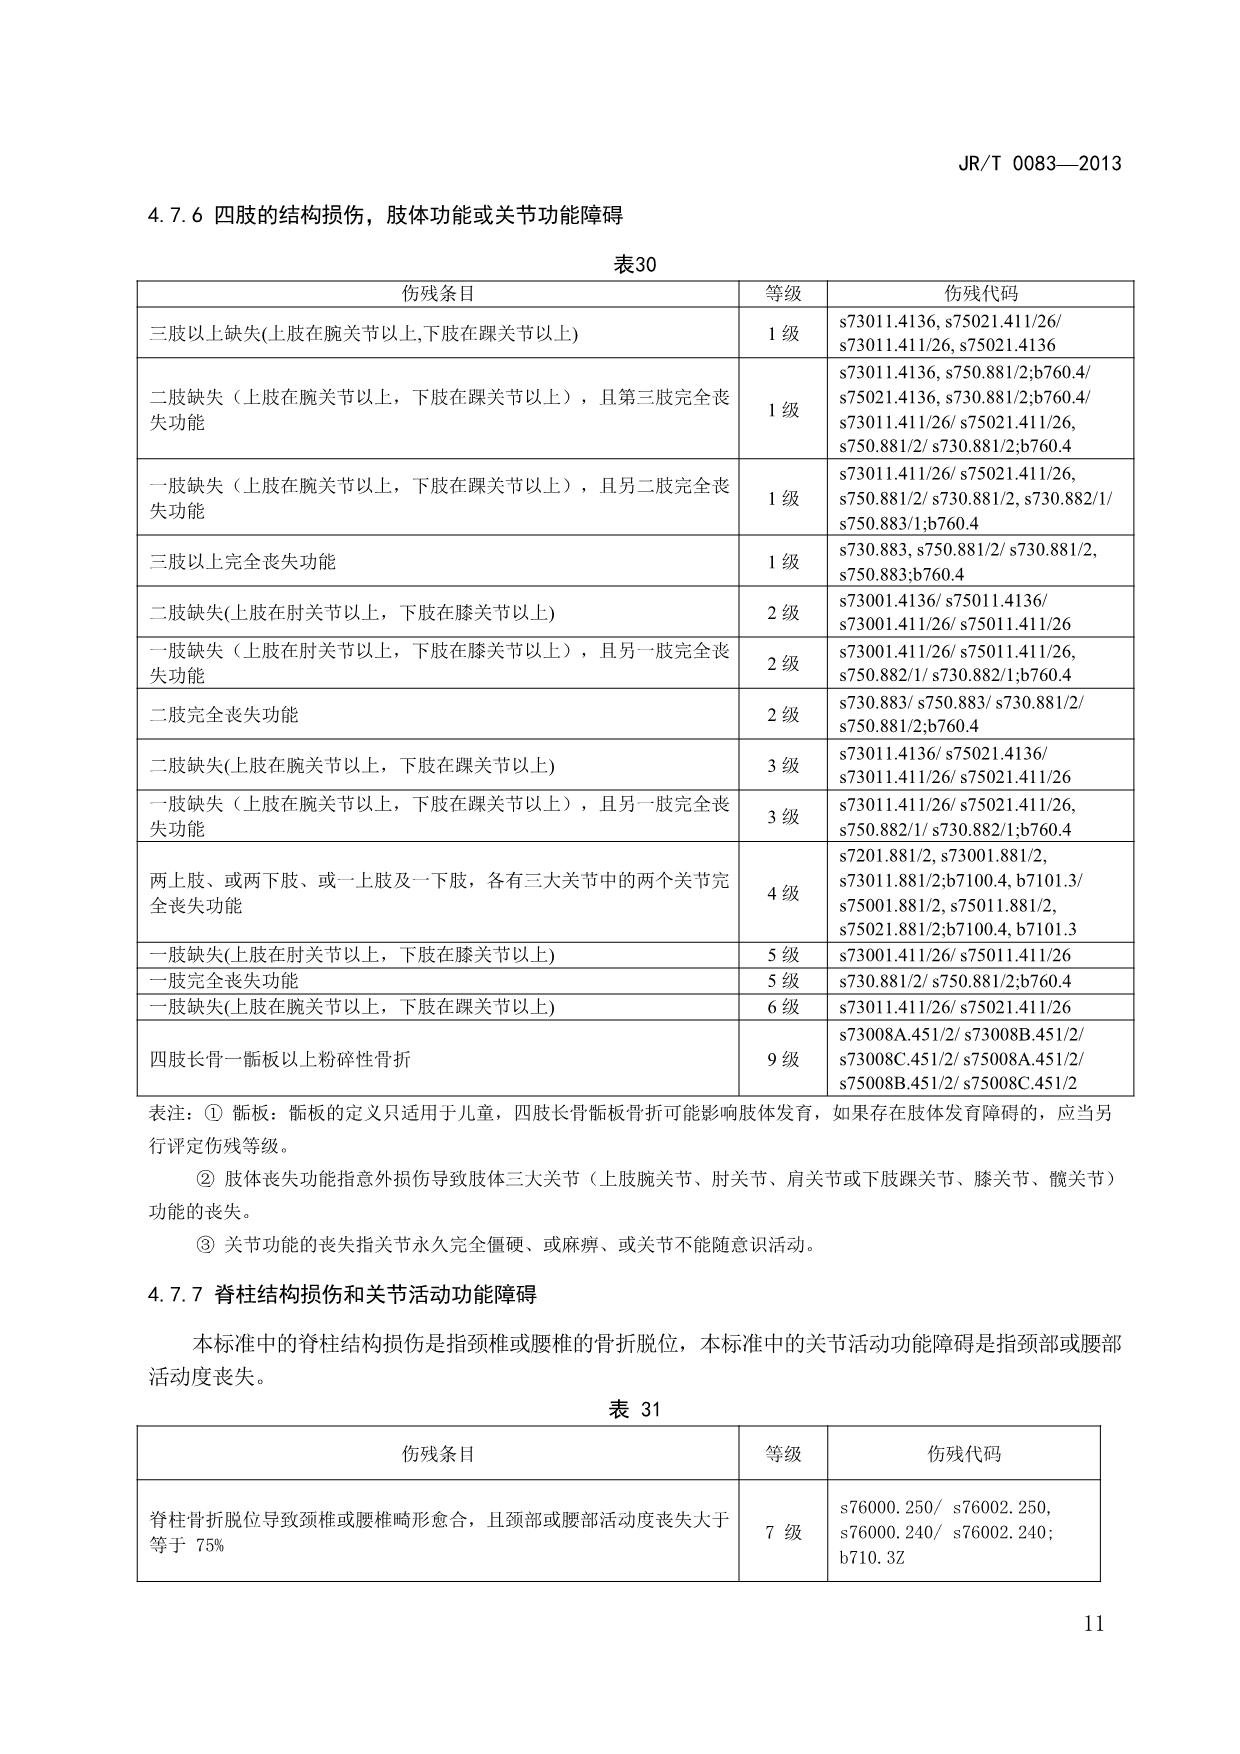 JR/T 0083—2013
4.7.6 四肢的结构损伤，肢体功能或关节功能障碍
表30
伤残条目 等级 伤残代码
三肢以上缺失(上肢在腕关节以上,下肢在踝关节以上) 1 级 s73011.4136, s75021.411/26/
s73011.411/26, s75021.4136
二肢缺失（上肢在腕关节以上，下肢在踝关节以上），且第三肢完全丧
失功能
1 级
s73011.4136, s750.881/2;b760.4/
s75021.4136, s730.881/2;b760.4/
s73011.411/26/ s75021.411/26,
s750.881/2/ s730.881/2;b760.4
一肢缺失（上肢在腕关节以上，下肢在踝关节以上），且另二肢完全丧
失功能
1 级
s73011.411/26/ s75021.411/26,
s750.881/2/ s730.881/2, s730.882/1/
s750.883/1;b760.4
三肢以上完全丧失功能 1 级 s730.883, s750.881/2/ s730.881/2,
s750.883;b760.4
二肢缺失(上肢在肘关节以上，下肢在膝关节以上) 2 级 s73001.4136/ s75011.4136/
s73001.411/26/ s75011.411/26
一肢缺失（上肢在肘关节以上，下肢在膝关节以上），且另一肢完全丧
失功能
2 级
s73001.411/26/ s75011.411/26,
s750.882/1/ s730.882/1;b760.4
二肢完全丧失功能 2 级 s730.883/ s750.883/ s730.881/2/
s750.881/2;b760.4
二肢缺失(上肢在腕关节以上，下肢在踝关节以上) 3 级 s73011.4136/ s75021.4136/
s73011.411/26/ s75021.411/26
一肢缺失（上肢在腕关节以上，下肢在踝关节以上），且另一肢完全丧
失功能
3 级
s73011.411/26/ s75021.411/26,
s750.882/1/ s730.882/1;b760.4
两上肢、或两下肢、或一上肢及一下肢，各有三大关节中的两个关节完
全丧失功能
4 级
s7201.881/2, s73001.881/2,
s73011.881/2;b7100.4, b7101.3/
s75001.881/2, s75011.881/2,
s75021.881/2;b7100.4, b7101.3
一肢缺失(上肢在肘关节以上，下肢在膝关节以上) 5 级 s73001.411/26/ s75011.411/26
一肢完全丧失功能 5 级 s730.881/2/ s750.881/2;b760.4
一肢缺失(上肢在腕关节以上，下肢在踝关节以上) 6 级 s73011.411/26/ s75021.411/26
四肢长骨一骺板以上粉碎性骨折 9 级 s73008A.451/2/ s73008B.451/2/
s73008C.451/2/ s75008A.451/2/
s75008B.451/2/ s75008C.451/2
表注：① 骺板：骺板的定义只适用于儿童，四肢长骨骺板骨折可能影响肢体发育，如果存在肢体发育障碍的，应当另
行评定伤残等级。
② 肢体丧失功能指意外损伤导致肢体三大关节（上肢腕关节、肘关节、肩关节或下肢踝关节、膝关节、髋关节）
功能的丧失。
③ 关节功能的丧失指关节永久完全僵硬、或麻痹、或关节不能随意识活动。
4.7.7 脊柱结构损伤和关节活动功能障碍
本标准中的脊柱结构损伤是指颈椎或腰椎的骨折脱位，本标准中的关节活动功能障碍是指颈部或腰部
活动度丧失。
表 31
伤残条目 等级 伤残代码
脊柱骨折脱位导致颈椎或腰椎畸形愈合，且颈部或腰部活动度丧失大于
等于 75%
7 级
s76000.250/ s76002.250,
s76000.240/ s76002.240;
b710.3Z
11